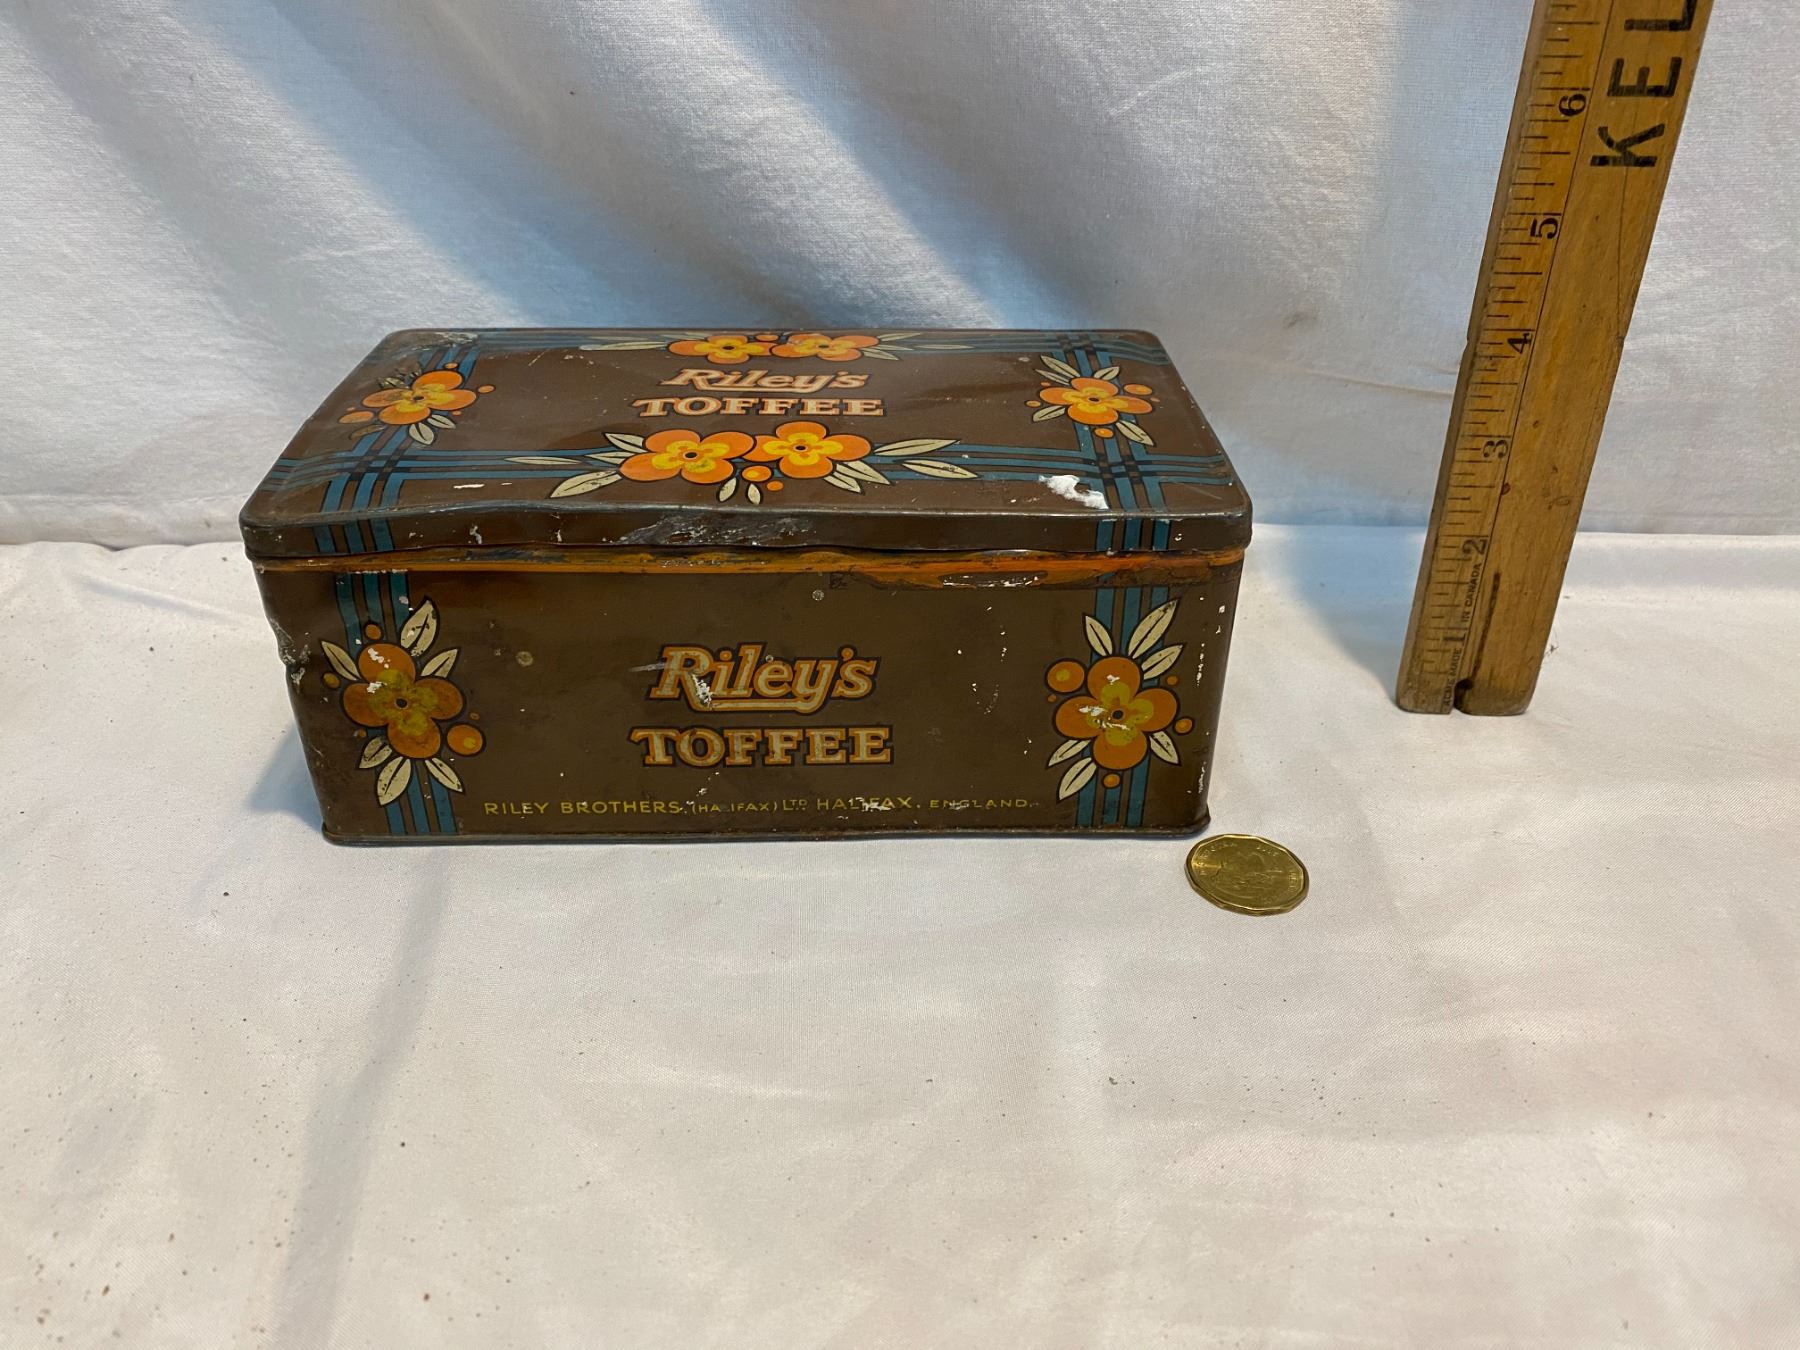 Riley's
TOFFEE
Riley's
TOFFEE
RILEY BROTHERS, (HALIFAX) LTD HALIFAX, ENGLAND.
KEL
6
5
4
3
2
1
IN CANADA